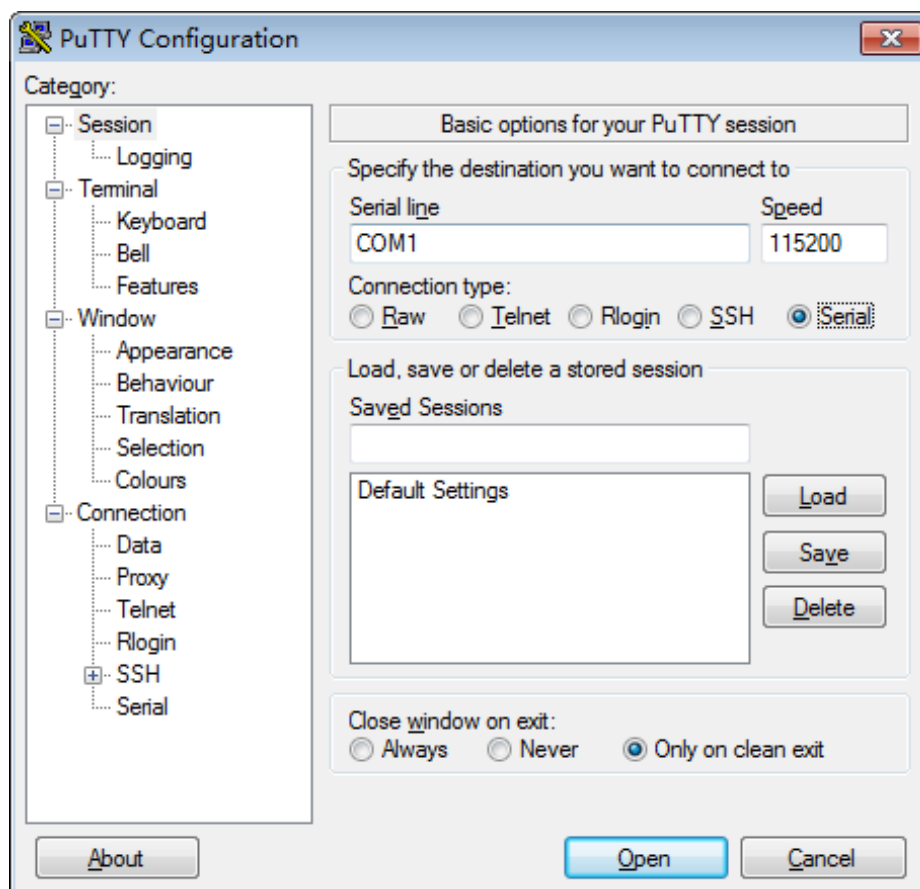 PuTTY Configuration
Category:
Session
Logging
Terminal
Keyboard
Bell
Features
Window
Appearance
Behaviour
Translation
Selection
Colours
Connection
Data
Proxy
Telnet
Rlogin
SSH
Serial
Basic options for your PuTTY session
Specify the destination you want to connect to
Serial line Speed
COM1 115200
Connection type:
Raw Telnet Rlogin SSH Serial
Load, save or delete a stored session
Saved Sessions
Default Settings
Load
Save
Delete
Close window on exit:
Always Never Only on clean exit
About Open Cancel